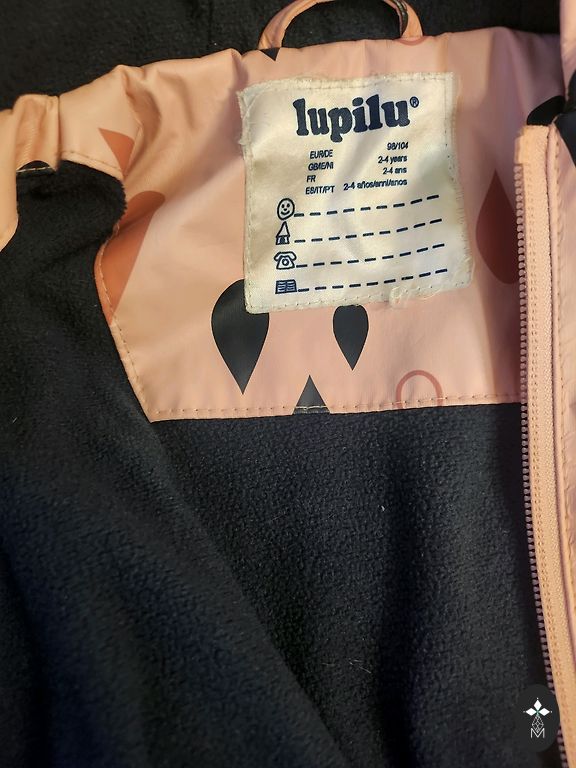 lupilu®
EUR/DE 98/104
GB/IE/NI 2-4 years
FR 2-4 ans
ES/IT/PT 2-4 años/anni/anos
M